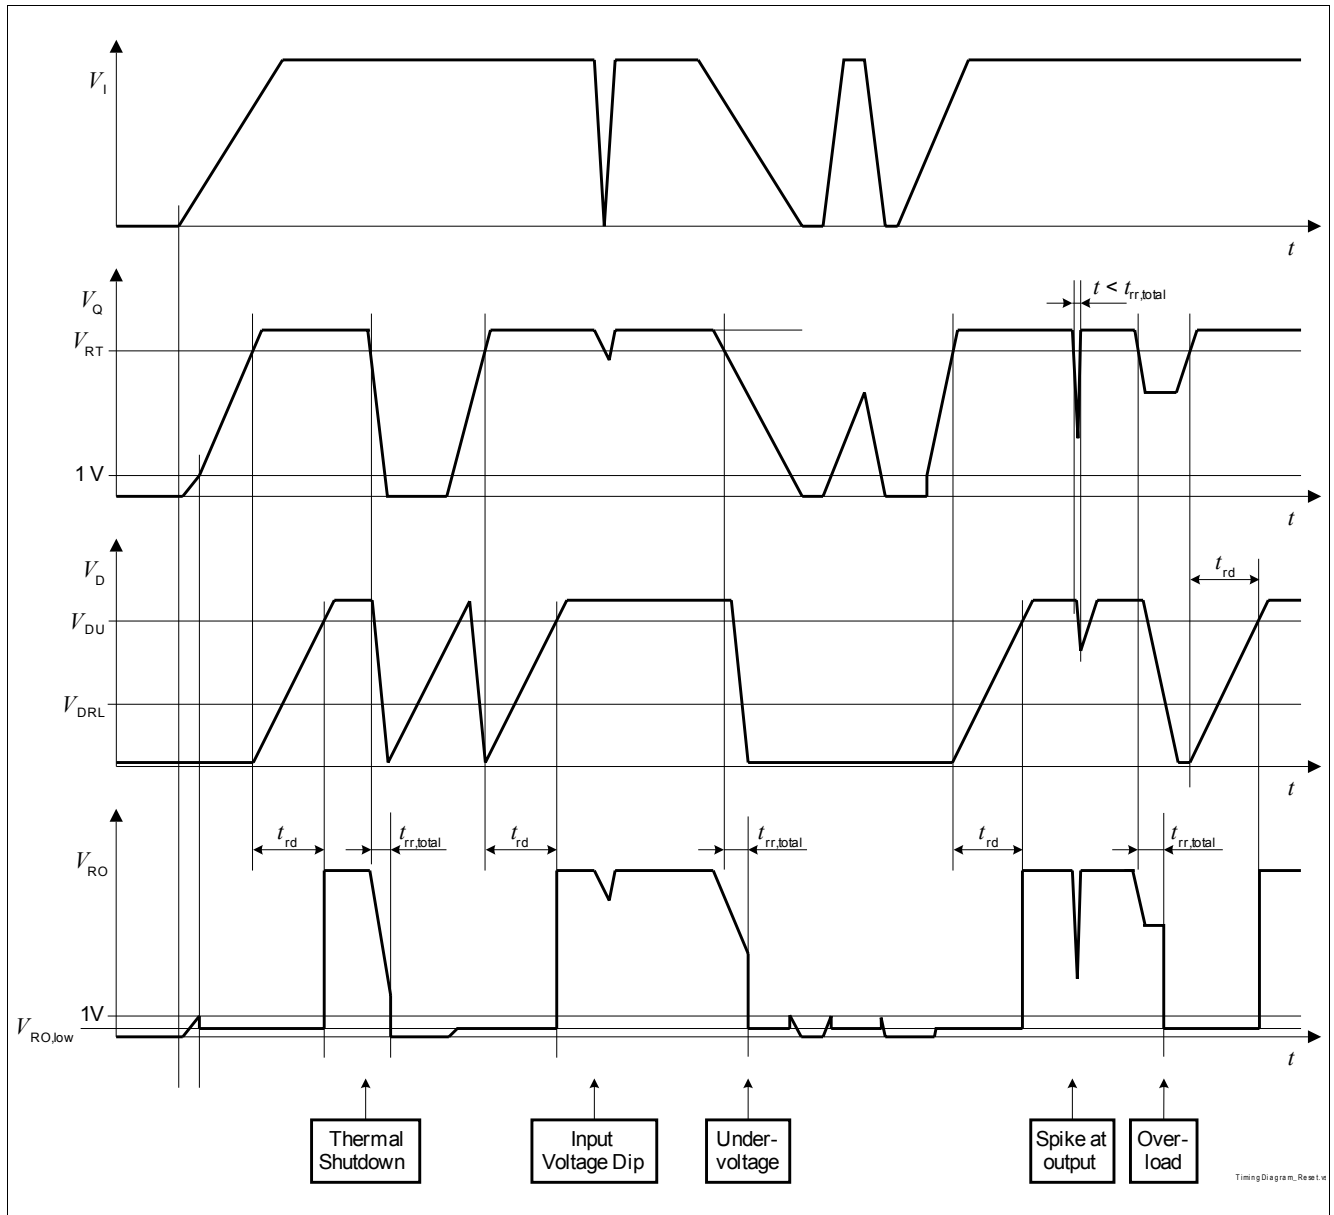 V_I
t
V_Q
t < t_rr,total
V_RT
1 V
t
V_D
t_rd
V_DU
V_DRL
t
t_rd
t_rr,total
t_rd
t_rr,total
t_rd
t_rr,total
V_RO
1V
V_RO,low
t
Thermal
Shutdown
Input
Voltage Dip
Under-
voltage
Spike at
output
Over-
load
TimingDiagram_Reset.vs